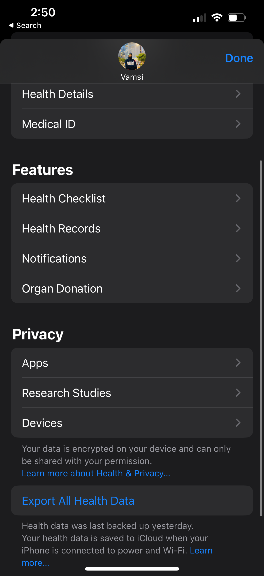 2:50
Search
Vamsi
Done
Health Details
Medical ID
Features
Health Checklist
Health Records
Notifications
Organ Donation
Privacy
Apps
Research Studies
Devices
Your data is encrypted on your device and can only
be shared with your permission.
Learn more about Health & Privacy...
Export All Health Data
Health data was last backed up yesterday.
Your health data is saved to iCloud when your
iPhone is connected to power and Wi-Fi. Learn
more...